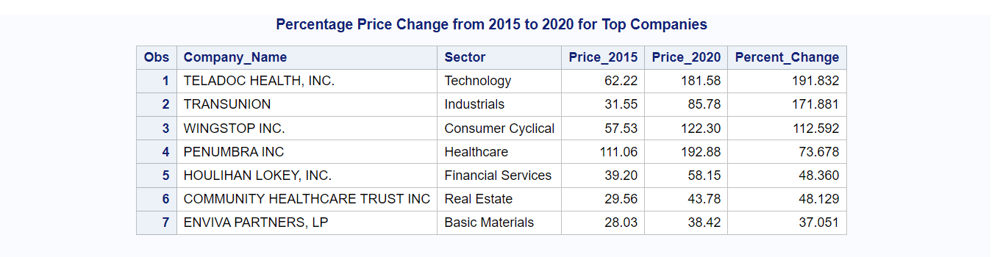 Percentage Price Change from 2015 to 2020 for Top Companies
Obs Company_Name Sector Price_2015 Price_2020 Percent_Change
1 TELADOC HEALTH, INC. Technology 62.22 181.58 191.832
2 TRANSUNION Industrials 31.55 85.78 171.881
3 WINGSTOP INC. Consumer Cyclical 57.53 122.30 112.592
4 PENUMBRA INC Healthcare 111.06 192.88 73.678
5 HOULIHAN LOKEY, INC. Financial Services 39.20 58.15 48.360
6 COMMUNITY HEALTHCARE TRUST INC Real Estate 29.56 43.78 48.129
7 ENVIVA PARTNERS, LP Basic Materials 28.03 38.42 37.051